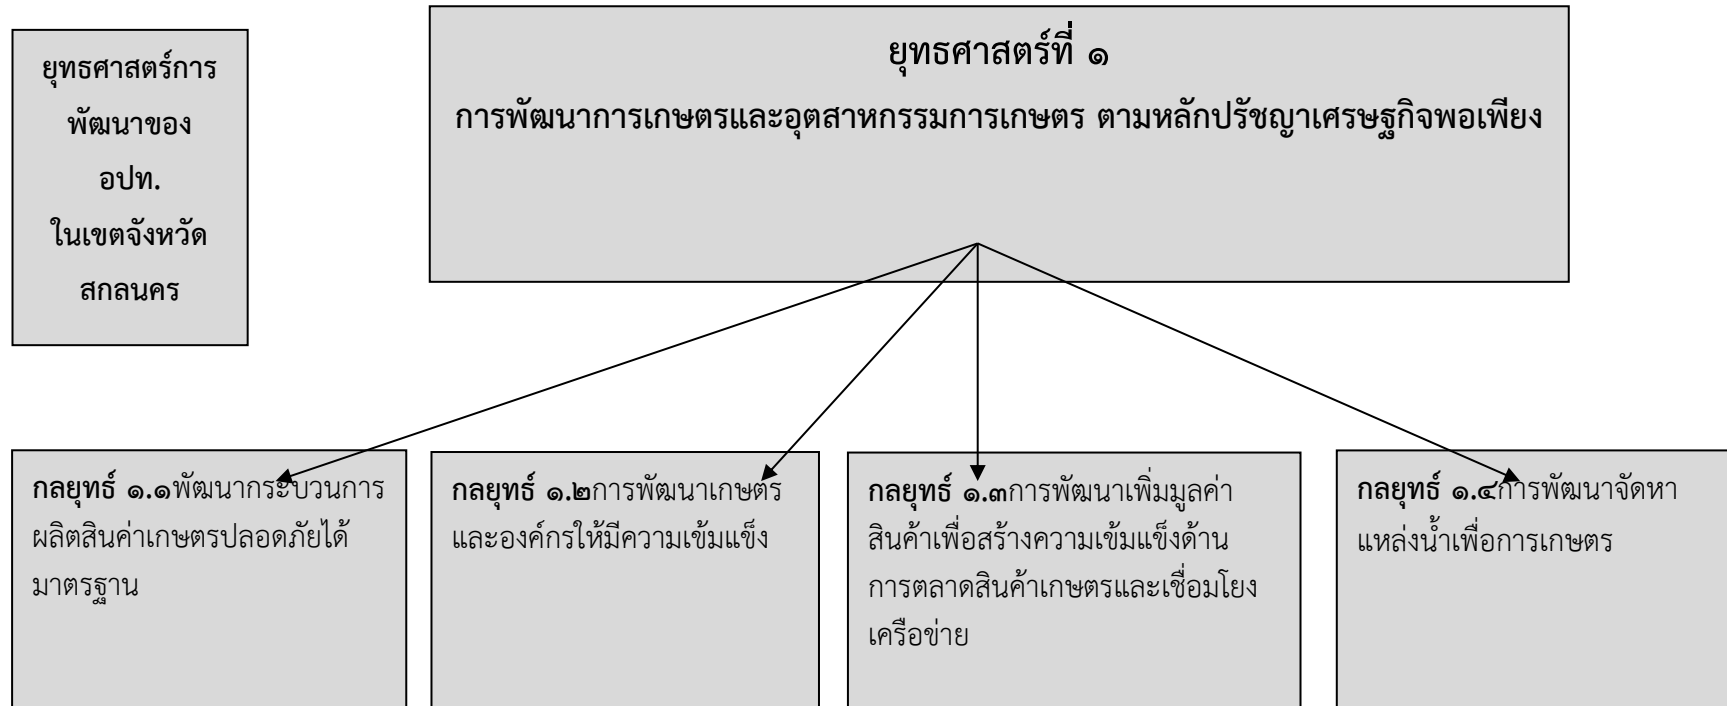 ยุทธศาสตร์การ
พัฒนาของ
อปท.
ในเขตจังหวัด
สกลนคร
ยุทธศาสตร์ที่ ๑
การพัฒนาการเกษตรและอุตสาหกรรมการเกษตร ตามหลักปรัชญาเศรษฐกิจพอเพียง
กลยุทธ์ ๑.๑พัฒนากระบวนการ
ผลิตสินค่าเกษตรปลอดภัยได้
มาตรฐาน
กลยุทธ์ ๑.๒การพัฒนาเกษตร
และองค์กรให้มีความเข้มแข็ง
กลยุทธ์ ๑.๓การพัฒนาเพิ่มมูลค่า
สินค้าเพื่อสร้างความเข้มแข็งด้าน
การตลาดสินค้าเกษตรและเชื่อมโยง
เครือข่าย
กลยุทธ์ ๑.๔การพัฒนาจัดหา
แหล่งน้ำเพื่อการเกษตร